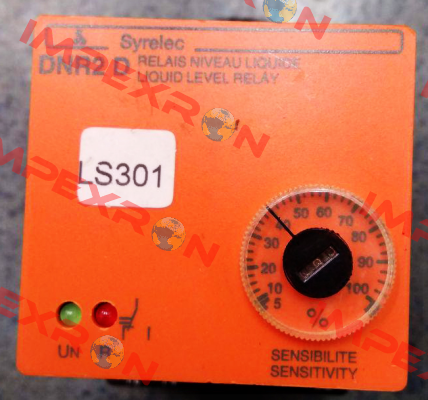 Syrelec
DNR2 D
RELAIS NIVEAU LIQUIDE
LIQUID LEVEL RELAY
LS301
5
10
20
30
50
60
70
80
90
100
%
UN
R
SENSIBILITE
SENSITIVITY
IMPEXRON
IMPEXRON
IMPEXRON